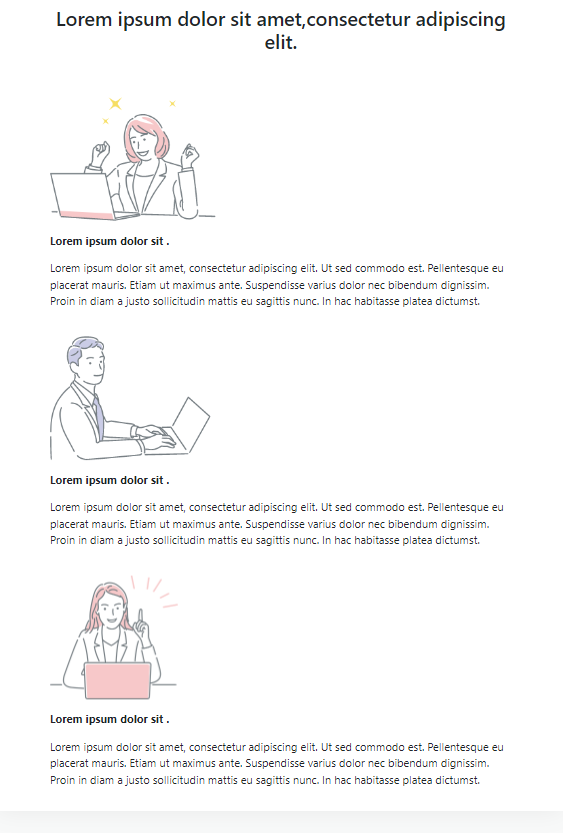 Lorem ipsum dolor sit amet,consectetur adipiscing
elit.
Lorem ipsum dolor sit .
Lorem ipsum dolor sit amet, consectetur adipiscing elit. Ut sed commodo est. Pellentesque eu
placerat mauris. Etiam ut maximus ante. Suspendisse varius dolor nec bibendum dignissim.
Proin in diam a justo sollicitudin mattis eu sagittis nunc. In hac habitasse platea dictumst.
Lorem ipsum dolor sit .
Lorem ipsum dolor sit amet, consectetur adipiscing elit. Ut sed commodo est. Pellentesque eu
placerat mauris. Etiam ut maximus ante. Suspendisse varius dolor nec bibendum dignissim.
Proin in diam a justo sollicitudin mattis eu sagittis nunc. In hac habitasse platea dictumst.
Lorem ipsum dolor sit .
Lorem ipsum dolor sit amet, consectetur adipiscing elit. Ut sed commodo est. Pellentesque eu
placerat mauris. Etiam ut maximus ante. Suspendisse varius dolor nec bibendum dignissim.
Proin in diam a justo sollicitudin mattis eu sagittis nunc. In hac habitasse platea dictumst.